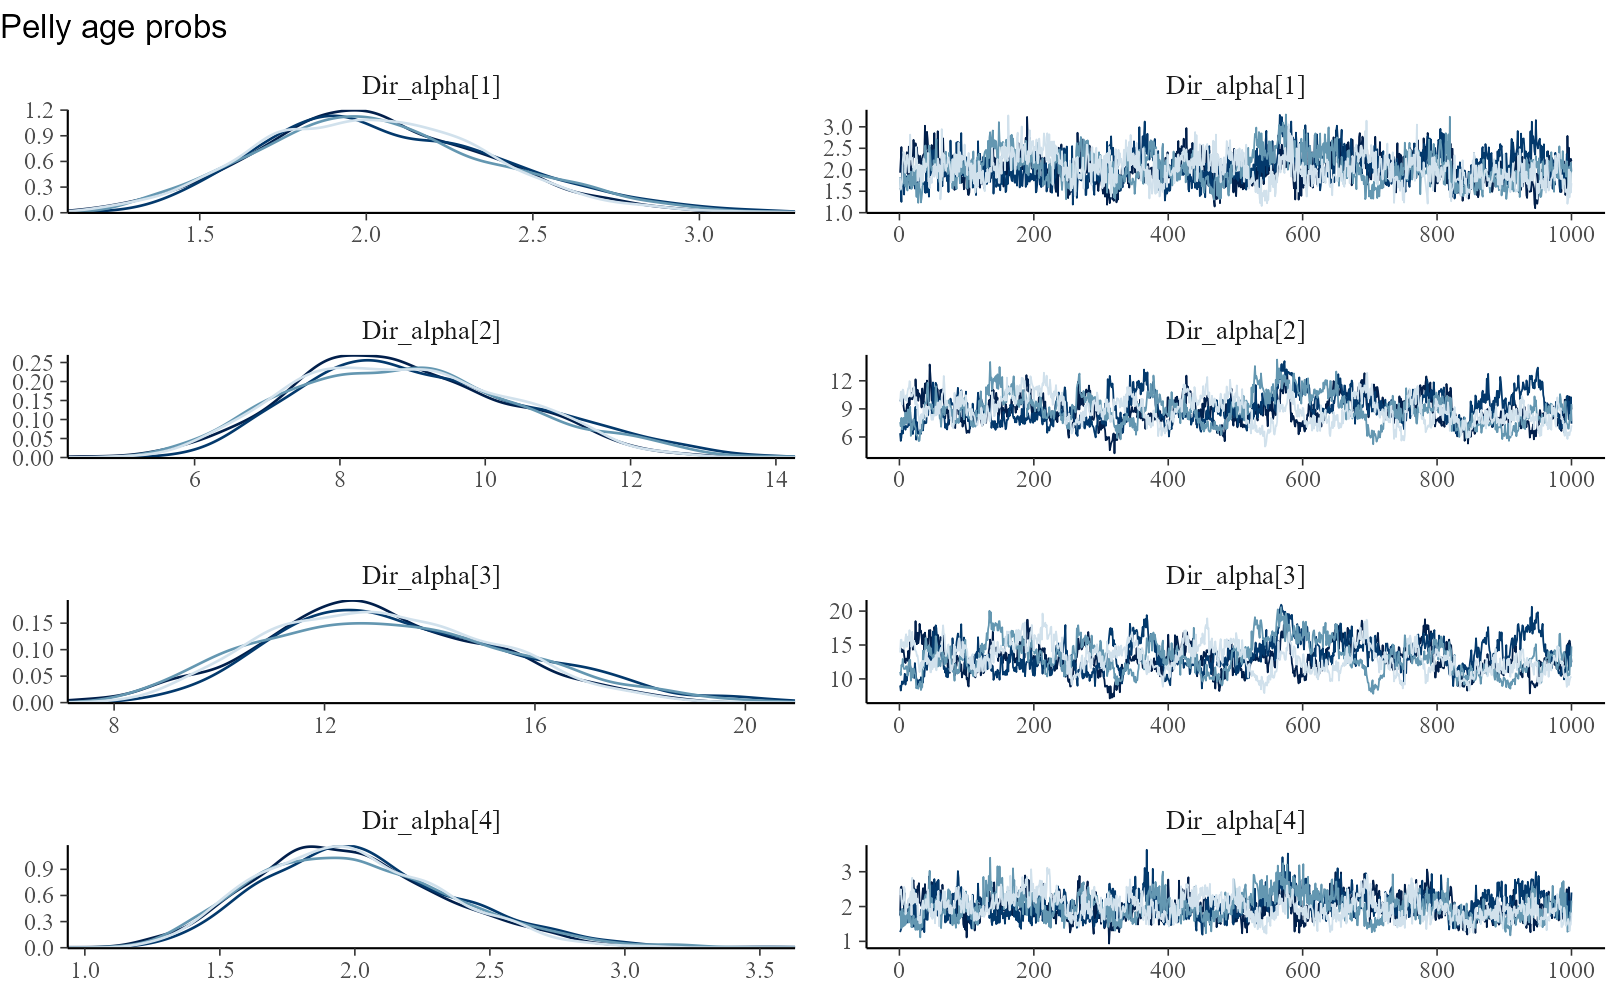 Pelly age probs
Dir_alpha[1]
1.2
0.9
0.6
0.3
0.0
1.5 2.0 2.5 3.0
Dir_alpha[1]
3.0
2.5
2.0
1.5
1.0
0 200 400 600 800 1000
Dir_alpha[2]
0.25
0.20
0.15
0.10
0.05
0.00
6 8 10 12 14
Dir_alpha[2]
12
9
6
0 200 400 600 800 1000
Dir_alpha[3]
0.15
0.10
0.05
0.00
8 12 16 20
Dir_alpha[3]
20
15
10
0 200 400 600 800 1000
Dir_alpha[4]
0.9
0.6
0.3
0.0
1.0 1.5 2.0 2.5 3.0 3.5
Dir_alpha[4]
3
2
1
0 200 400 600 800 1000